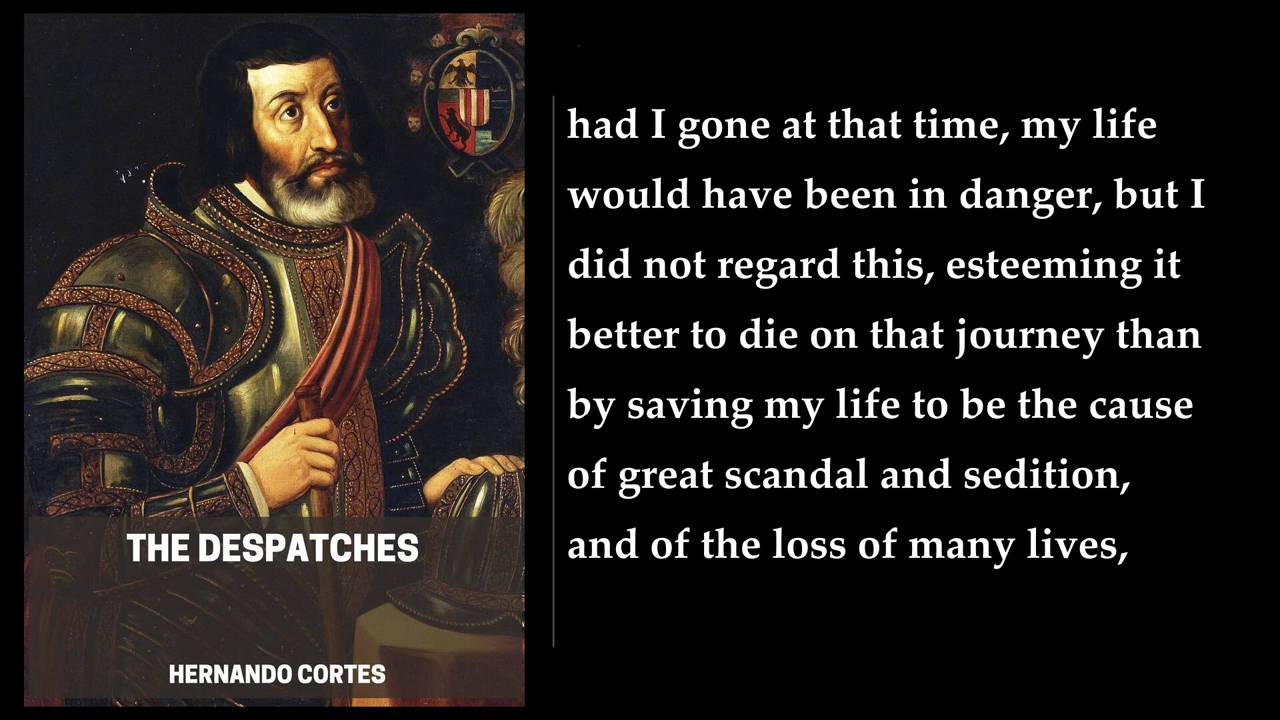 THE DESPATCHES
HERNANDO CORTES
had I gone at that time, my life
would have been in danger, but I
did not regard this, esteeming it
better to die on that journey than
by saving my life to be the cause
of great scandal and sedition,
and of the loss of many lives,